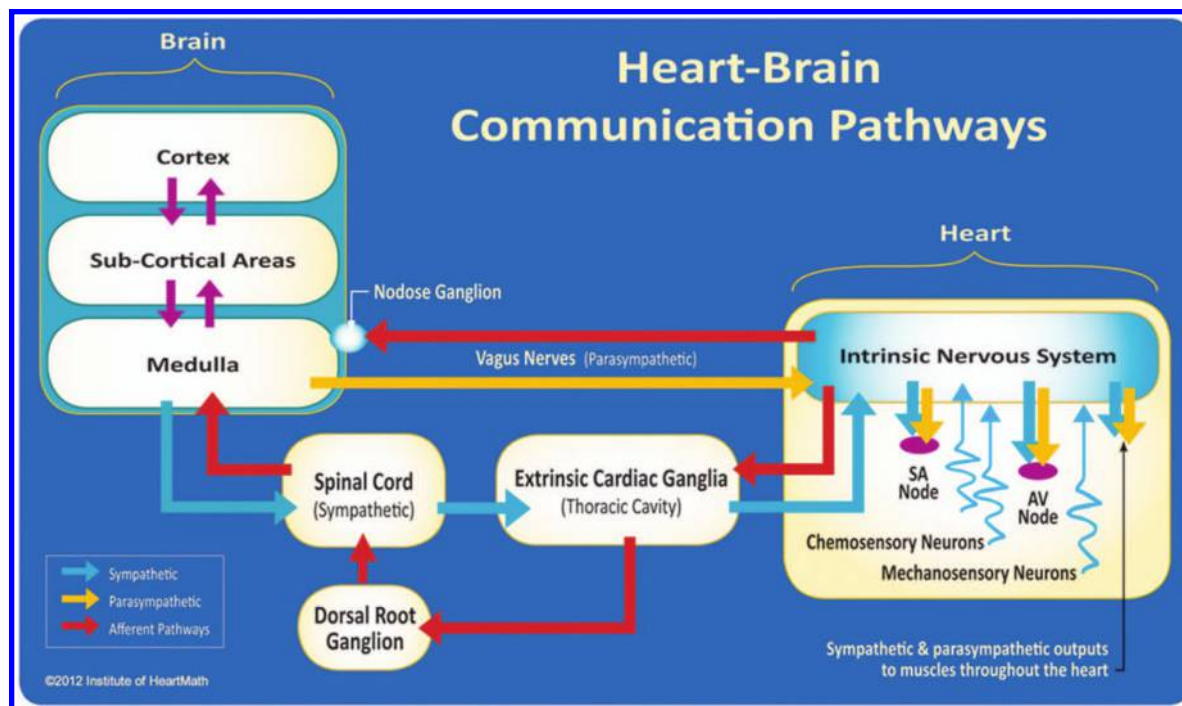 Brain
Heart-Brain
Communication Pathways
Cortex
Sub-Cortical Areas
Medulla
Nodose Ganglion
Vagus Nerves (Parasympathetic)
Heart
Intrinsic Nervous System
SA
Node
AV
Node
Chemosensory Neurons
Mechanosensory Neurons
Spinal Cord
(Sympathetic)
Extrinsic Cardiac Ganglia
(Thoracic Cavity)
Dorsal Root
Ganglion
Sympathetic
Parasympathetic
Afferent Pathways
Sympathetic & parasympathetic outputs
to muscles throughout the heart
©2012 Institute of HeartMath